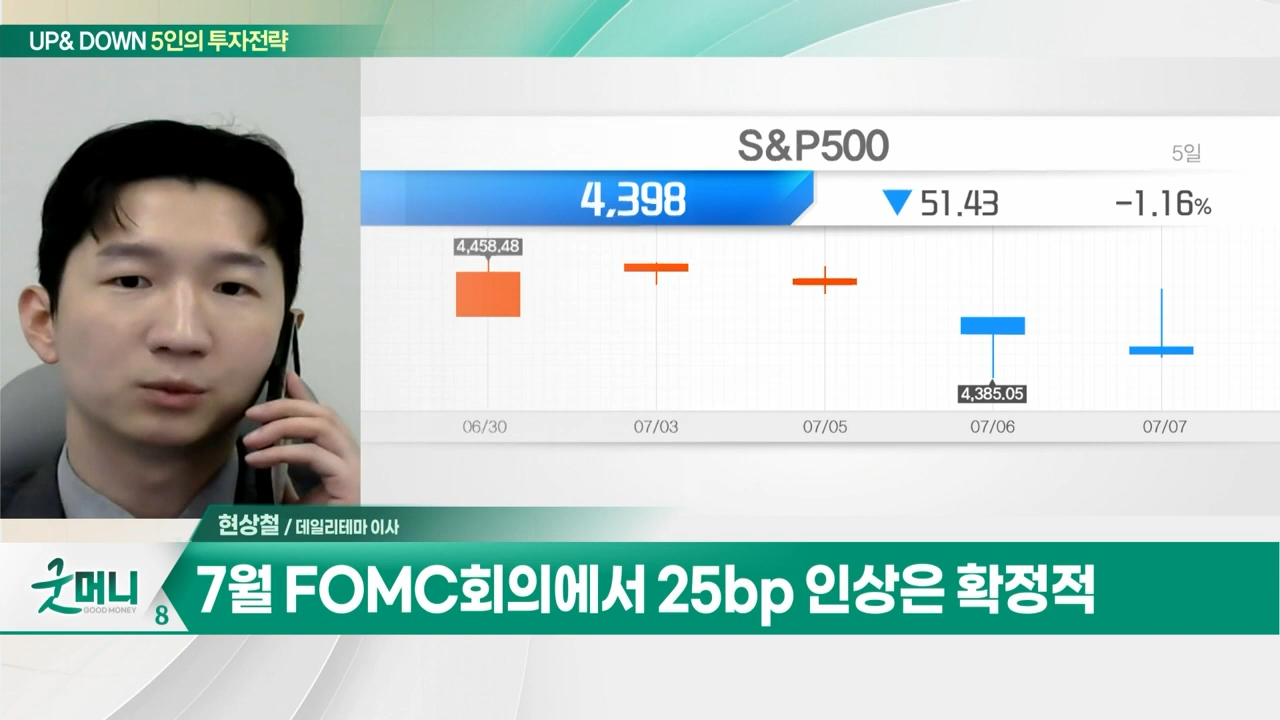 UP& DOWN 5인의 투자전략
S&P500
5일
4,398 ▼ 51.43 -1.16%
4,458.48
4,385.05
06/30 07/03 07/05 07/06 07/07
현상철 / 데일리테마 이사
굿머니
GOOD MONEY
8
7월 FOMC회의에서 25bp 인상은 확정적